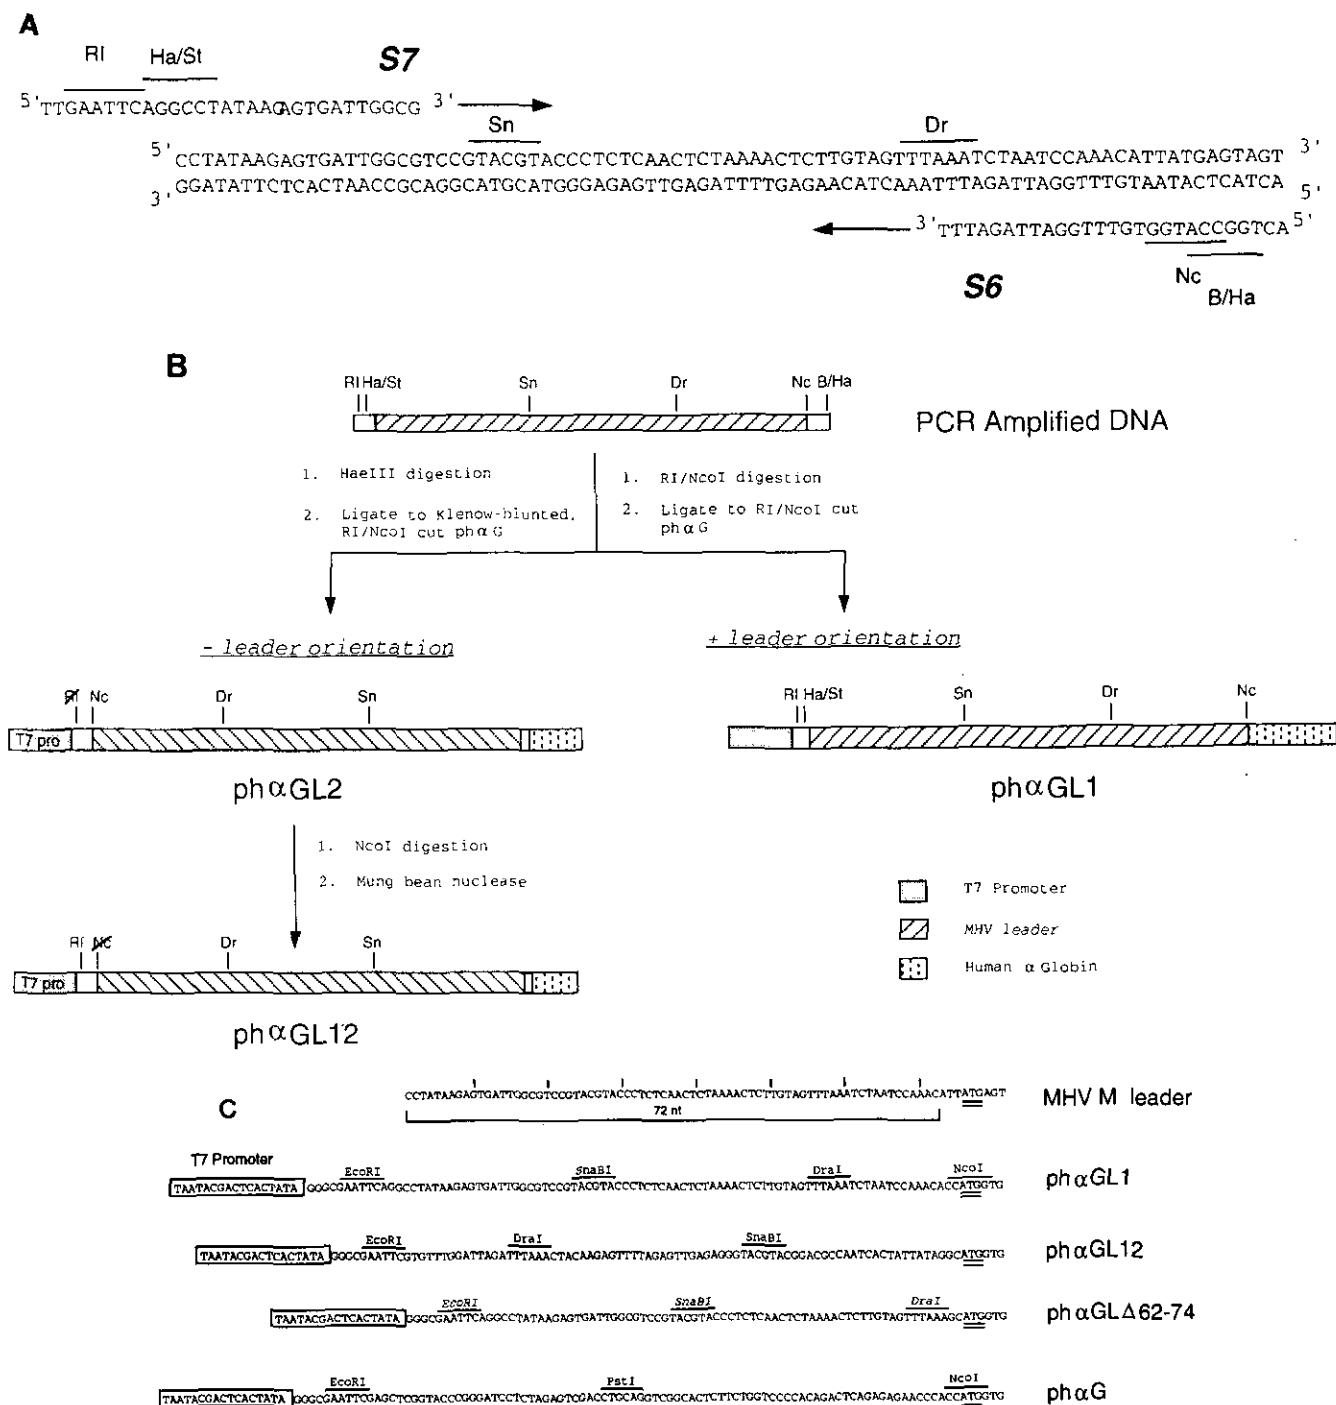 A
RI Ha/St S7
5' TTGAATTCAGGCCTATAAGAGTGATTGGCG 3'
Sn Dr
5' CCTATAAGAGTGATTGGCGTCCGTACGTACCCTCTCAACTCTAAAACTCTTGTAGTTTAAATCTAATCCAAACATTATGAGTAGT 3'
3' GGATATTCTCACTAACCGCAGGCATGCATGGGAGAGTTGAGATTTTGAGAACATCAAATTTAGATTAGGTTTGTAATACTCATCA 5'
3' TTTAGATTAGGTTTGTGGTACCGGTCA 5'
S6 Nc
B/Ha
B
RI Ha/St Sn Dr Nc B/Ha
PCR Amplified DNA
1. HaeIII digestion
2. Ligate to Klenow-blunted,
RI/NcoI cut phαG
1. RI/NcoI digestion
2. Ligate to RI/NcoI cut
phαG
- leader orientation
+ leader orientation
RI Nc Dr Sn
T7 pro
phαGL2
RI Ha/St Sn Dr Nc
phαGL1
1. NcoI digestion
2. Mung bean nuclease
RI Nc Dr Sn
T7 pro
phαGL12
T7 Promoter
MHV leader
Human α Globin
C
CCTATAAGAGTGATTGGCGTCCGTACGTACCCTCTCAACTCTAAAACTCTTGTAGTTTAAATCTAATCCAAACATTATGAGT MHV M leader
72 nt
T7 Promoter EcoRI SnaBI DraI NcoI
TAATACGACTCACTATA GGGCGAATTCAGGCCTATAAGAGTGATTGGCGTCCGTACGTACCCTCTCAACTCTAAAACTCTTGTAGTTTAAATCTAATCCAAACACCATGGTG phαGL1
EcoRI DraI SnaBI
TAATACGACTCACTATA GGGCGAATTCGTGTTTGGATTAGATTTAAACTACAAGAGTTTTAGAGTTGAGAGGGTACGTACGGACGCCAATCACTATTATAGGCATGGTG phαGL12
EcoRI SnaBI DraI
TAATACGACTCACTATA GGGCGAATTCAGGCCTATAAGAGTGATTGGCGTCCGTACGTACCCTCTCAACTCTAAAACTCTTGTAGTTTAAAGCATGGTG phαGLΔ62-74
EcoRI PstI NcoI
TAATACGACTCACTATA GGGCGAATTCGAGCTCGGTACCCGGGATCCTCTAGAGTCGACCTGCAGGTCGGCACTCTTCTGGTCCCCACAGACTCAGAGAGAACCCACCATGGTG phαG